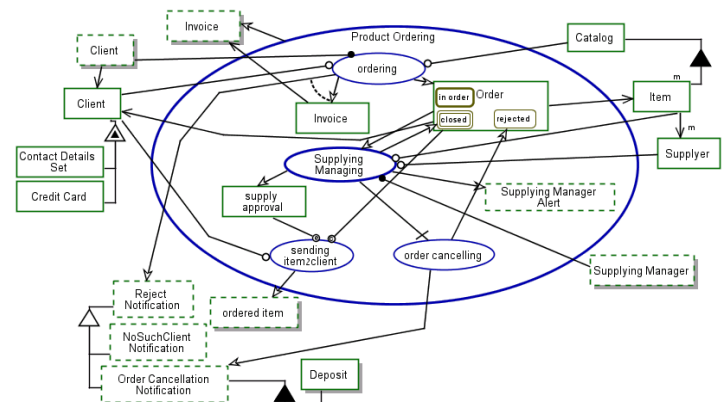 Invoice
Product Ordering
Client
Catalog
ordering
in order
Order
Item
m
Client
Invoice
closed
rejected
m
Contact Details
Set
Supplying
Managing
Supplyer
Credit Card
supply
approval
Supplying Manager
Alert
sending
item2client
order cancelling
Supplying Manager
Reject
Notification
ordered item
NoSuchClient
Notification
Order Cancellation
Notification
Deposit